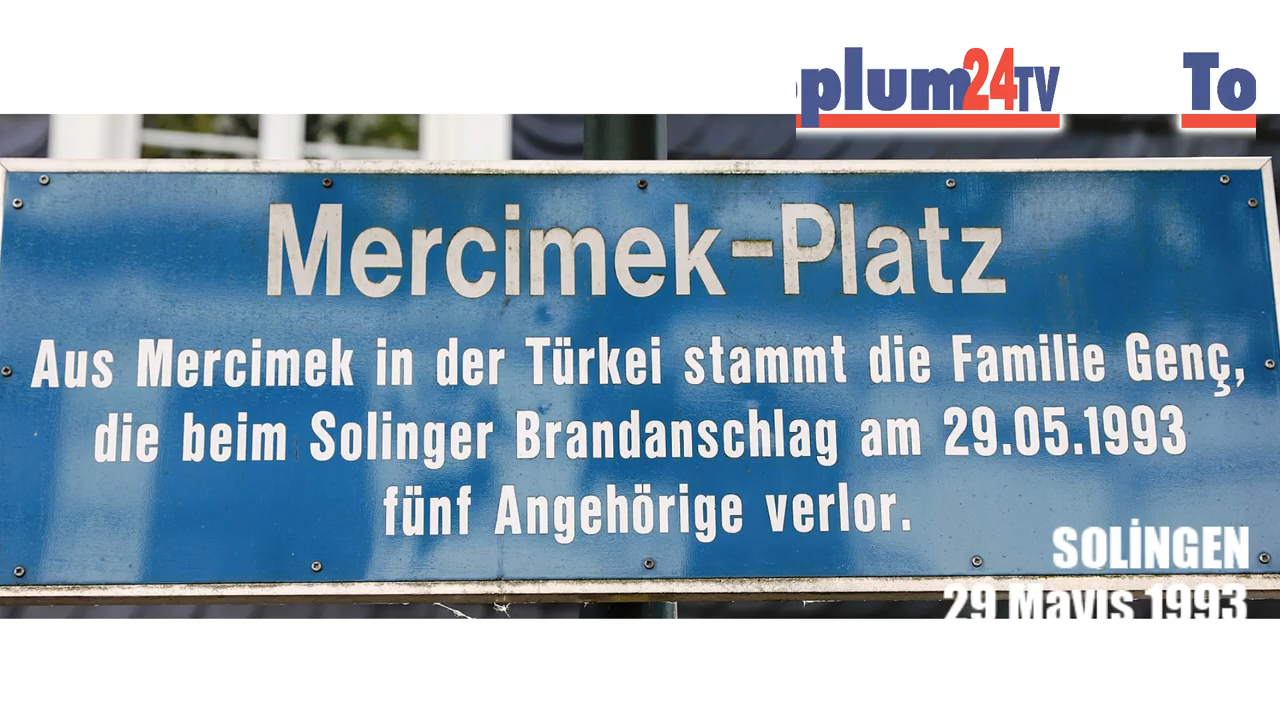 plum24TV
To
Mercimek-Platz
Aus Mercimek in der Türkei stammt die Familie Genç,
die beim Solinger Brandanschlag am 29.05.1993
fünf Angehörige verlor.
SOLİNGEN
29 Mayıs 1993